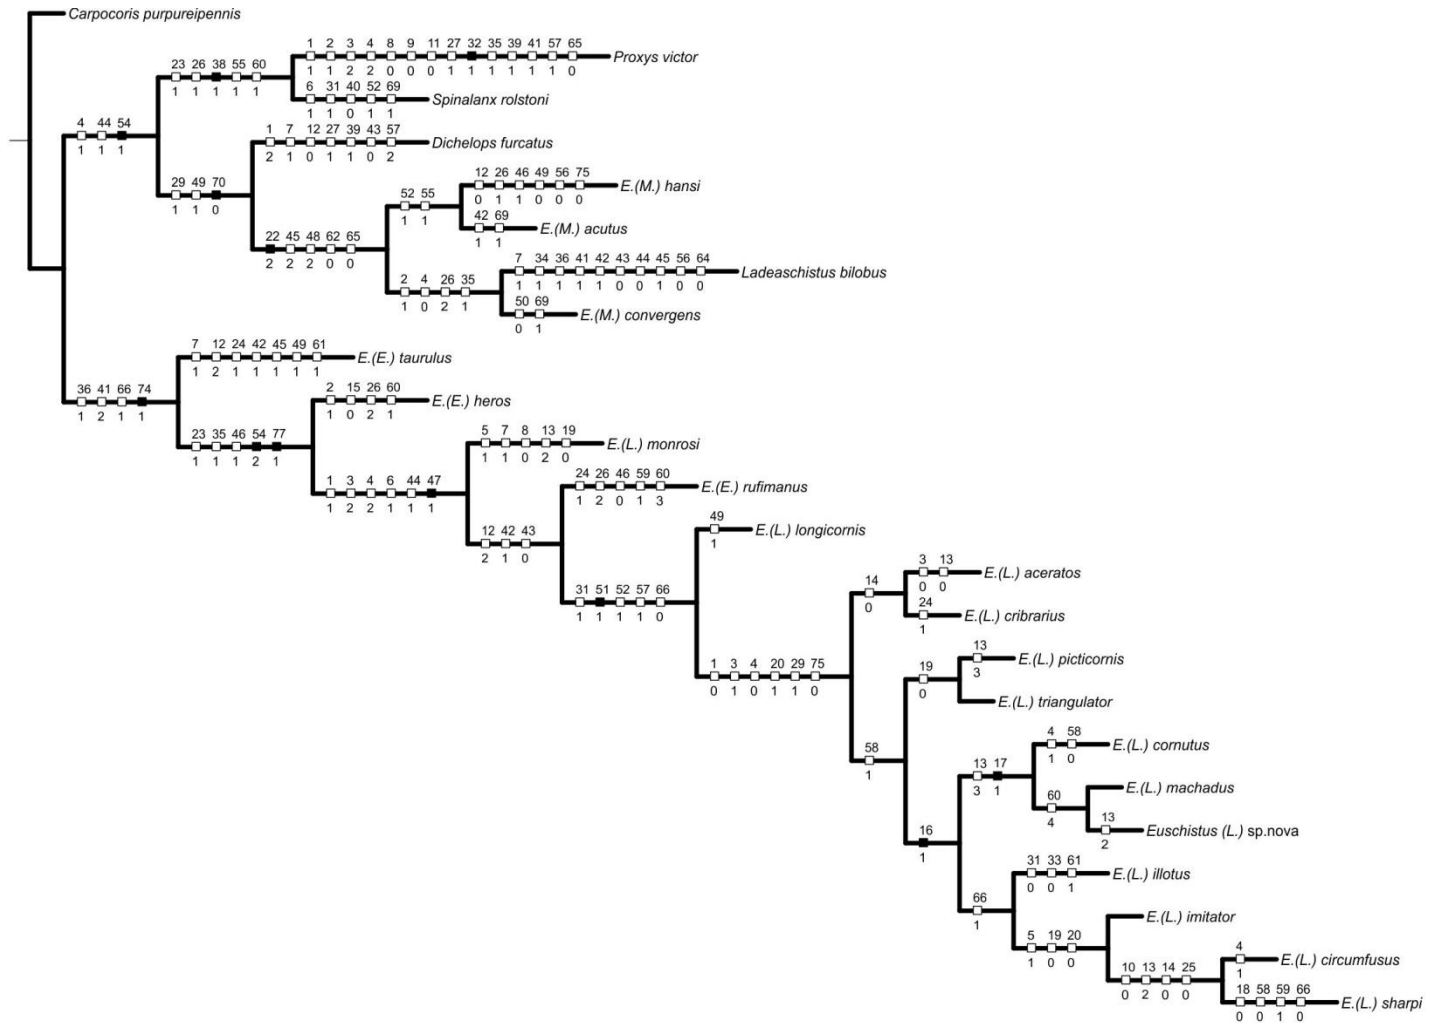 Carpocoris purpureipennis
1 2 3 4 8 9 11 27 32 35 39 41 57 65
Proxys victor
1 1 2 2 0 0 0 1 1 1 1 1 1 0
23 26 38 55 60
1 1 1 1 1
6 31 40 52 69
Spinalanx rolstoni
1 1 0 1 1
4 44 54
1 1 1
1 7 12 27 39 43 57
Dichelops furcatus
2 1 0 1 1 0 2
29 49 70
1 1 0
12 26 46 49 56 75
E.(M.) hansi
0 1 1 0 0 0
52 55
1 1
42 69
E.(M.) acutus
1 1
22 45 48 62 65
2 2 2 0 0
7 34 36 41 42 43 44 45 56 64
Ladeaschistus bilobus
1 1 1 1 1 0 0 1 0 0
2 4 26 35
1 0 2 1
50 69
E.(M.) convergens
0 1
7 12 24 42 45 49 61
E.(E.) taurulus
1 2 1 1 1 1 1
36 41 66 74
1 2 1 1
2 15 26 60
E.(E.) heros
1 0 2 1
23 35 46 54 77
1 1 1 2 1
5 7 8 13 19
E.(L.) monrosi
1 1 0 2 0
1 3 4 6 44 47
1 2 2 1 1 1
24 26 46 59 60
E.(E.) rufimanus
1 2 0 1 3
12 42 43
2 1 0
49
E.(L.) longicornis
1
31 51 52 57 66
1 1 1 1 0
3 13
E.(L.) aceratos
0 0
14
0
24
E.(L.) cribrarius
1
1 3 4 20 29 75
0 1 0 1 1 0
13
E.(L.) picticornis
3
19
0
E.(L.) triangulator
58
1
4 58
E.(L.) cornutus
1 0
13 17
3 1
E.(L.) machadus
60
4
13
Euschistus (L.) sp.nova
2
16
1
31 33 61
E.(L.) illotus
0 0 1
66
1
E.(L.) imitator
5 19 20
1 0 0
4
E.(L.) circumfusus
1
10 13 14 25
0 2 0 0
18 58 59 66
E.(L.) sharpi
0 0 1 0